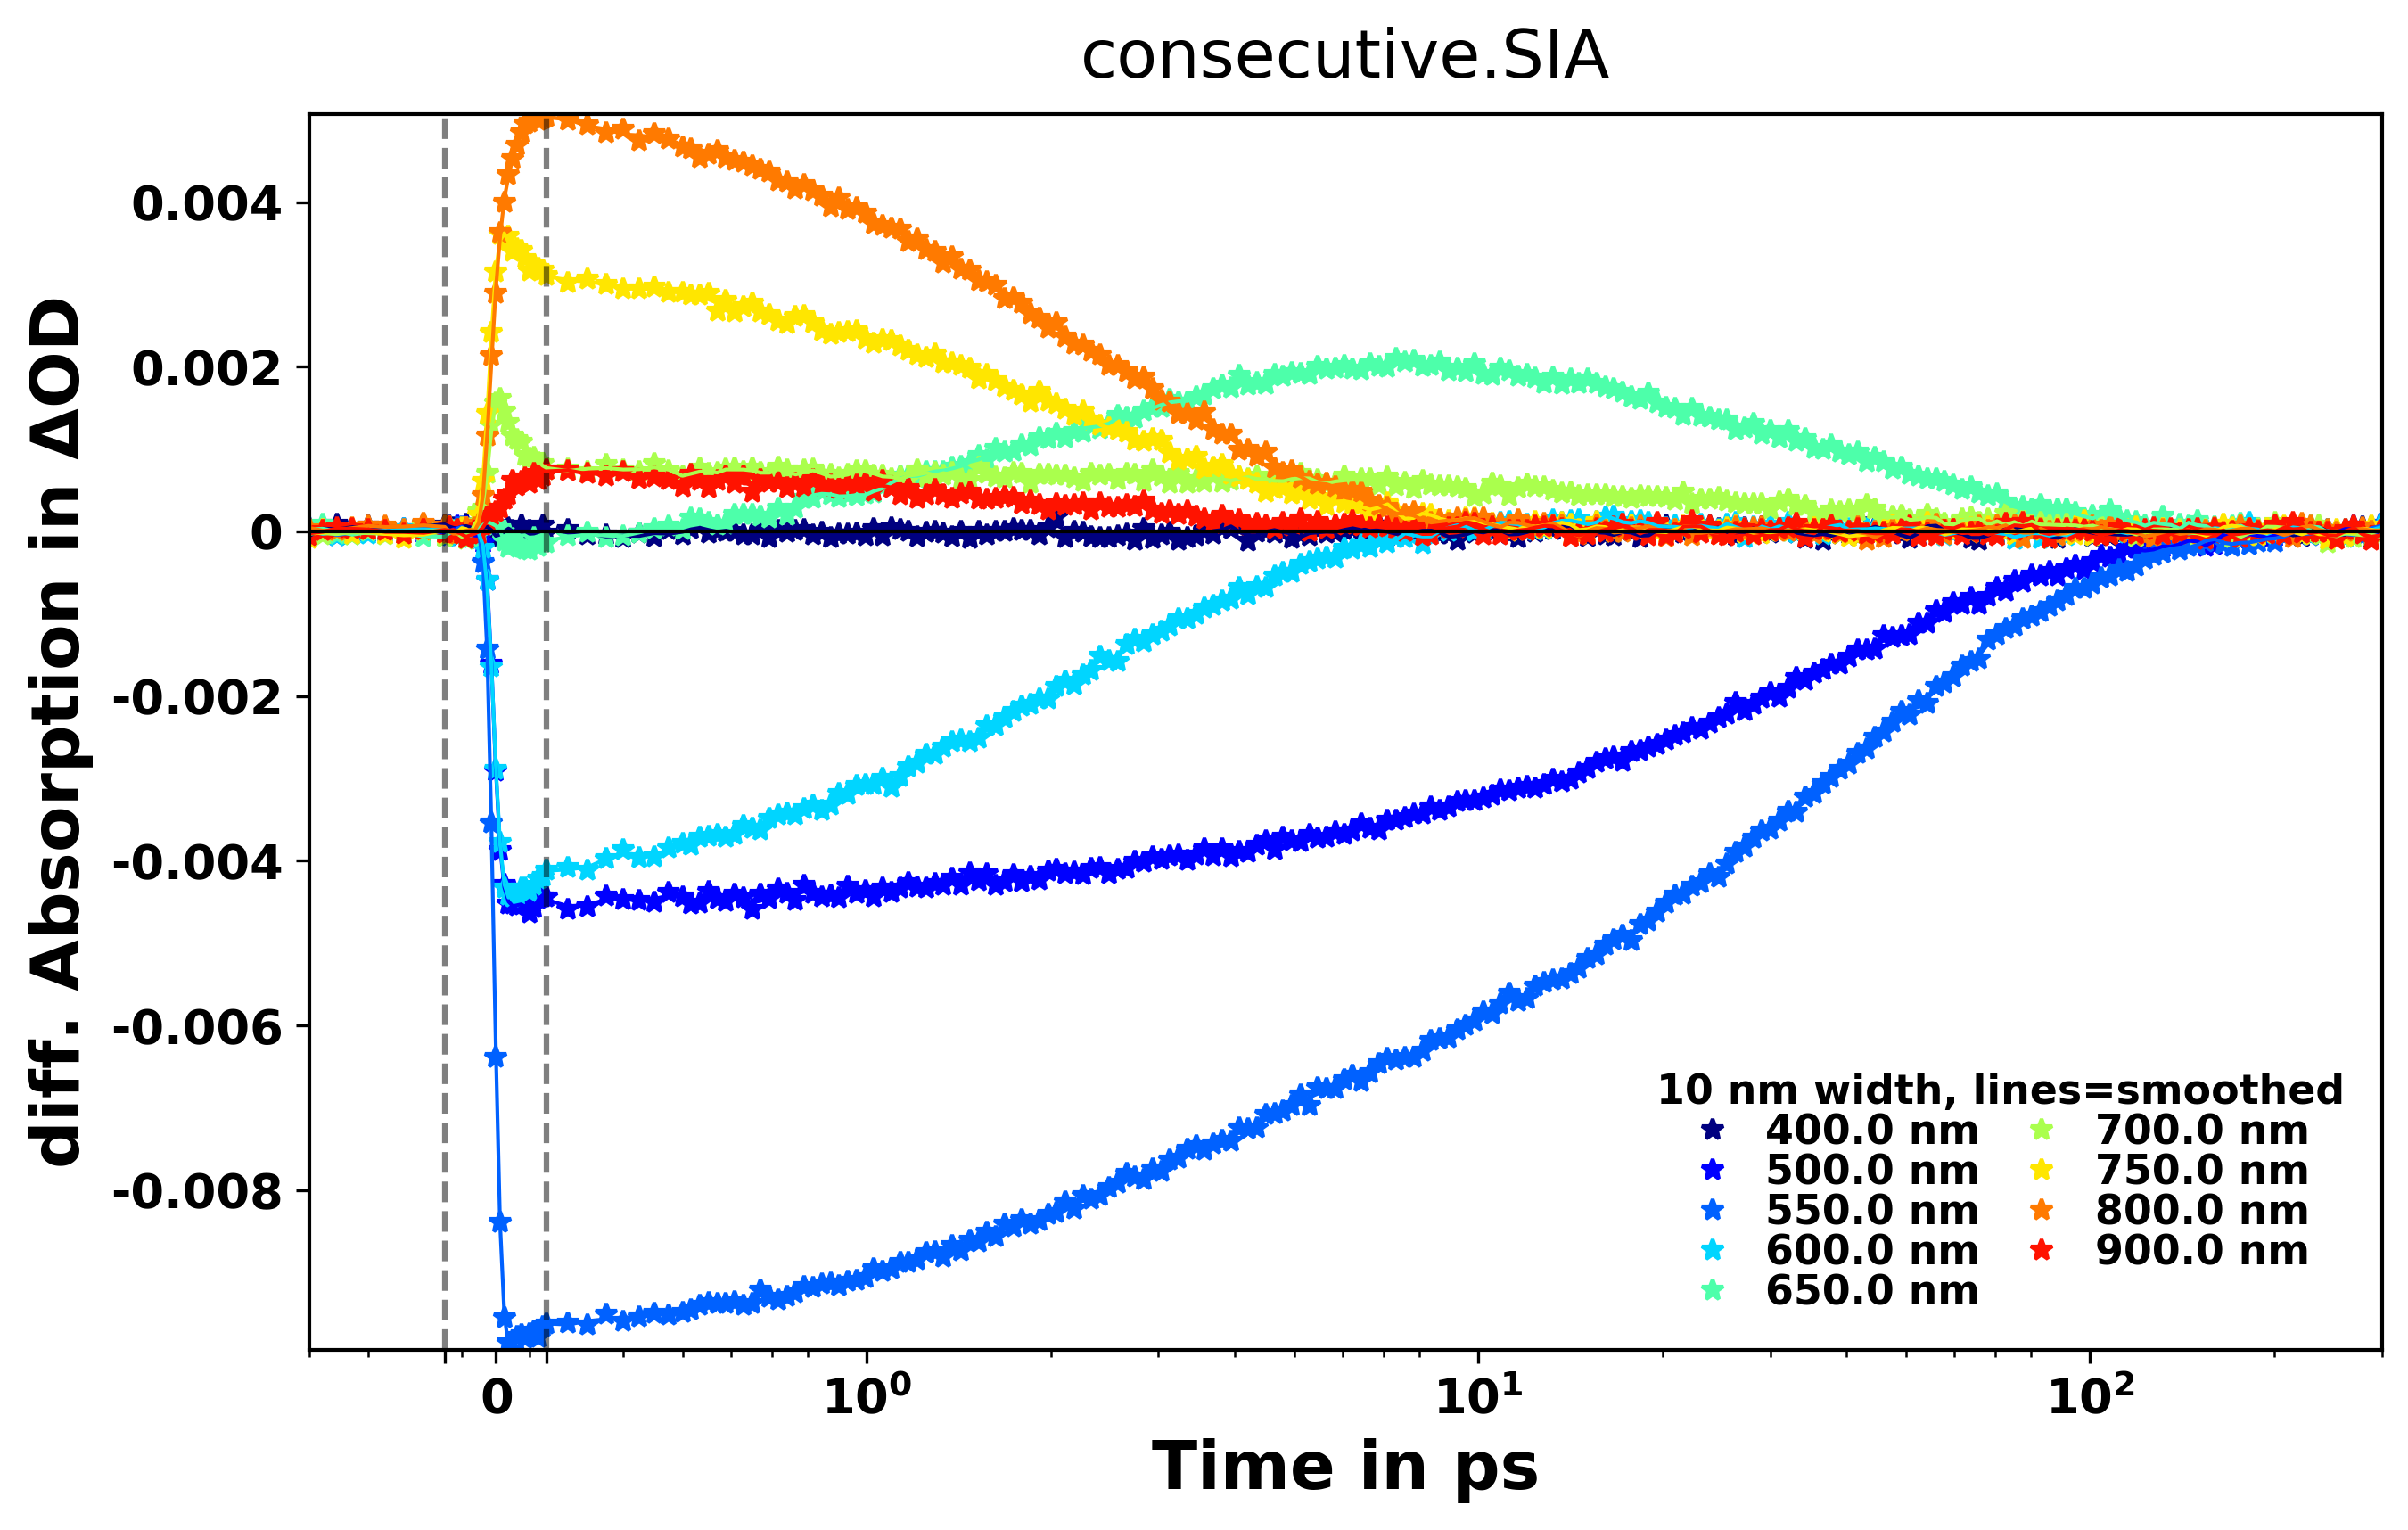 consecutive.SIA
diff. Absorption in ΔOD
0.004
0.002
0
-0.002
-0.004
-0.006
-0.008
10 nm width, lines=smoothed
400.0 nm
500.0 nm
550.0 nm
600.0 nm
650.0 nm
700.0 nm
750.0 nm
800.0 nm
900.0 nm
0
10⁰
10¹
10²
Time in ps